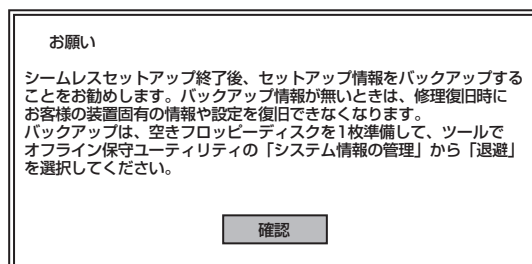 お願い
シームレスセットアップ終了後、セットアップ情報をバックアップする
ことをお勧めします。バックアップ情報が無いときは、修理復旧時に
お客様の装置固有の情報や設定を復旧できなくなります。
バックアップは、空きフロッピーディスクを1枚準備して、ツールで
オフライン保守ユーティリティの「システム情報の管理」から「退避」
を選択してください。
確認